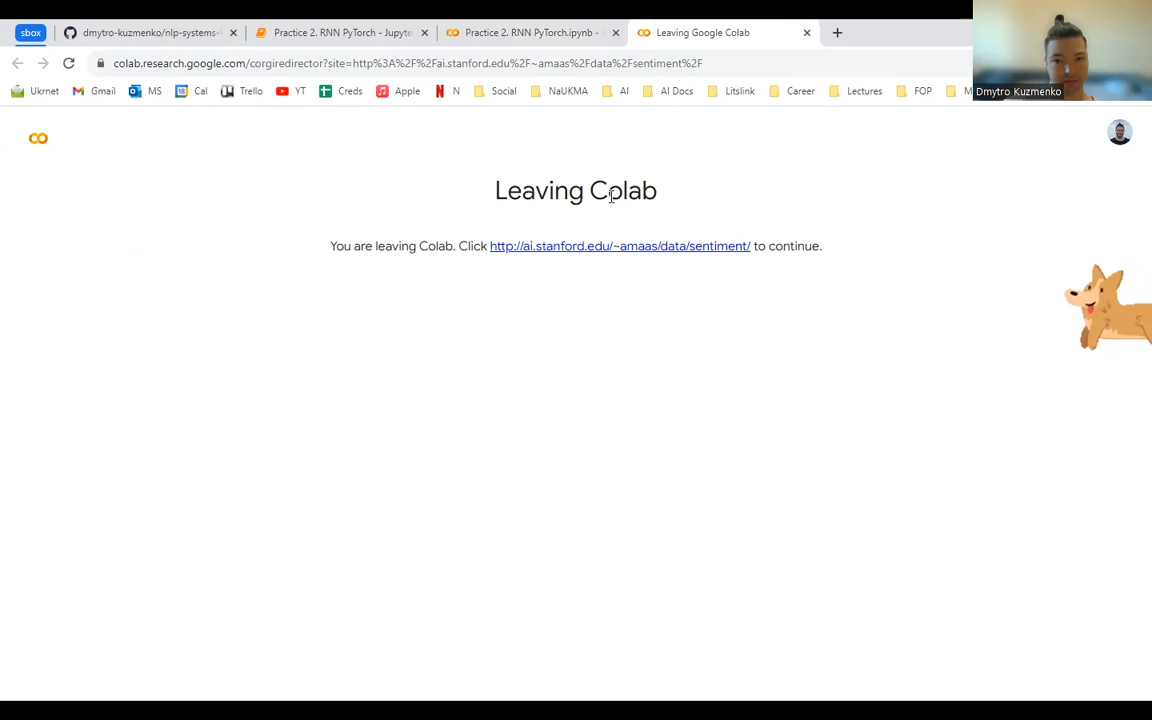 sbox
dmytro-kuzmenko/nlp-systems-
Practice 2. RNN PyTorch - Jupyte
Practice 2. RNN PyTorch.ipynb -
Leaving Google Colab
colab.research.google.com/corgiredirector?site=http%3A%2F%2Fai.stanford.edu%2F~amaas%2Fdata%2Fsentiment%2F
Ukrnet Gmail MS Cal Trello YT Creds Apple N Social NaUKMA AI AI Docs Litslink Career Lectures FOP M
Dmytro Kuzmenko
Leaving Colab
You are leaving Colab. Click http://ai.stanford.edu/~amaas/data/sentiment/ to continue.